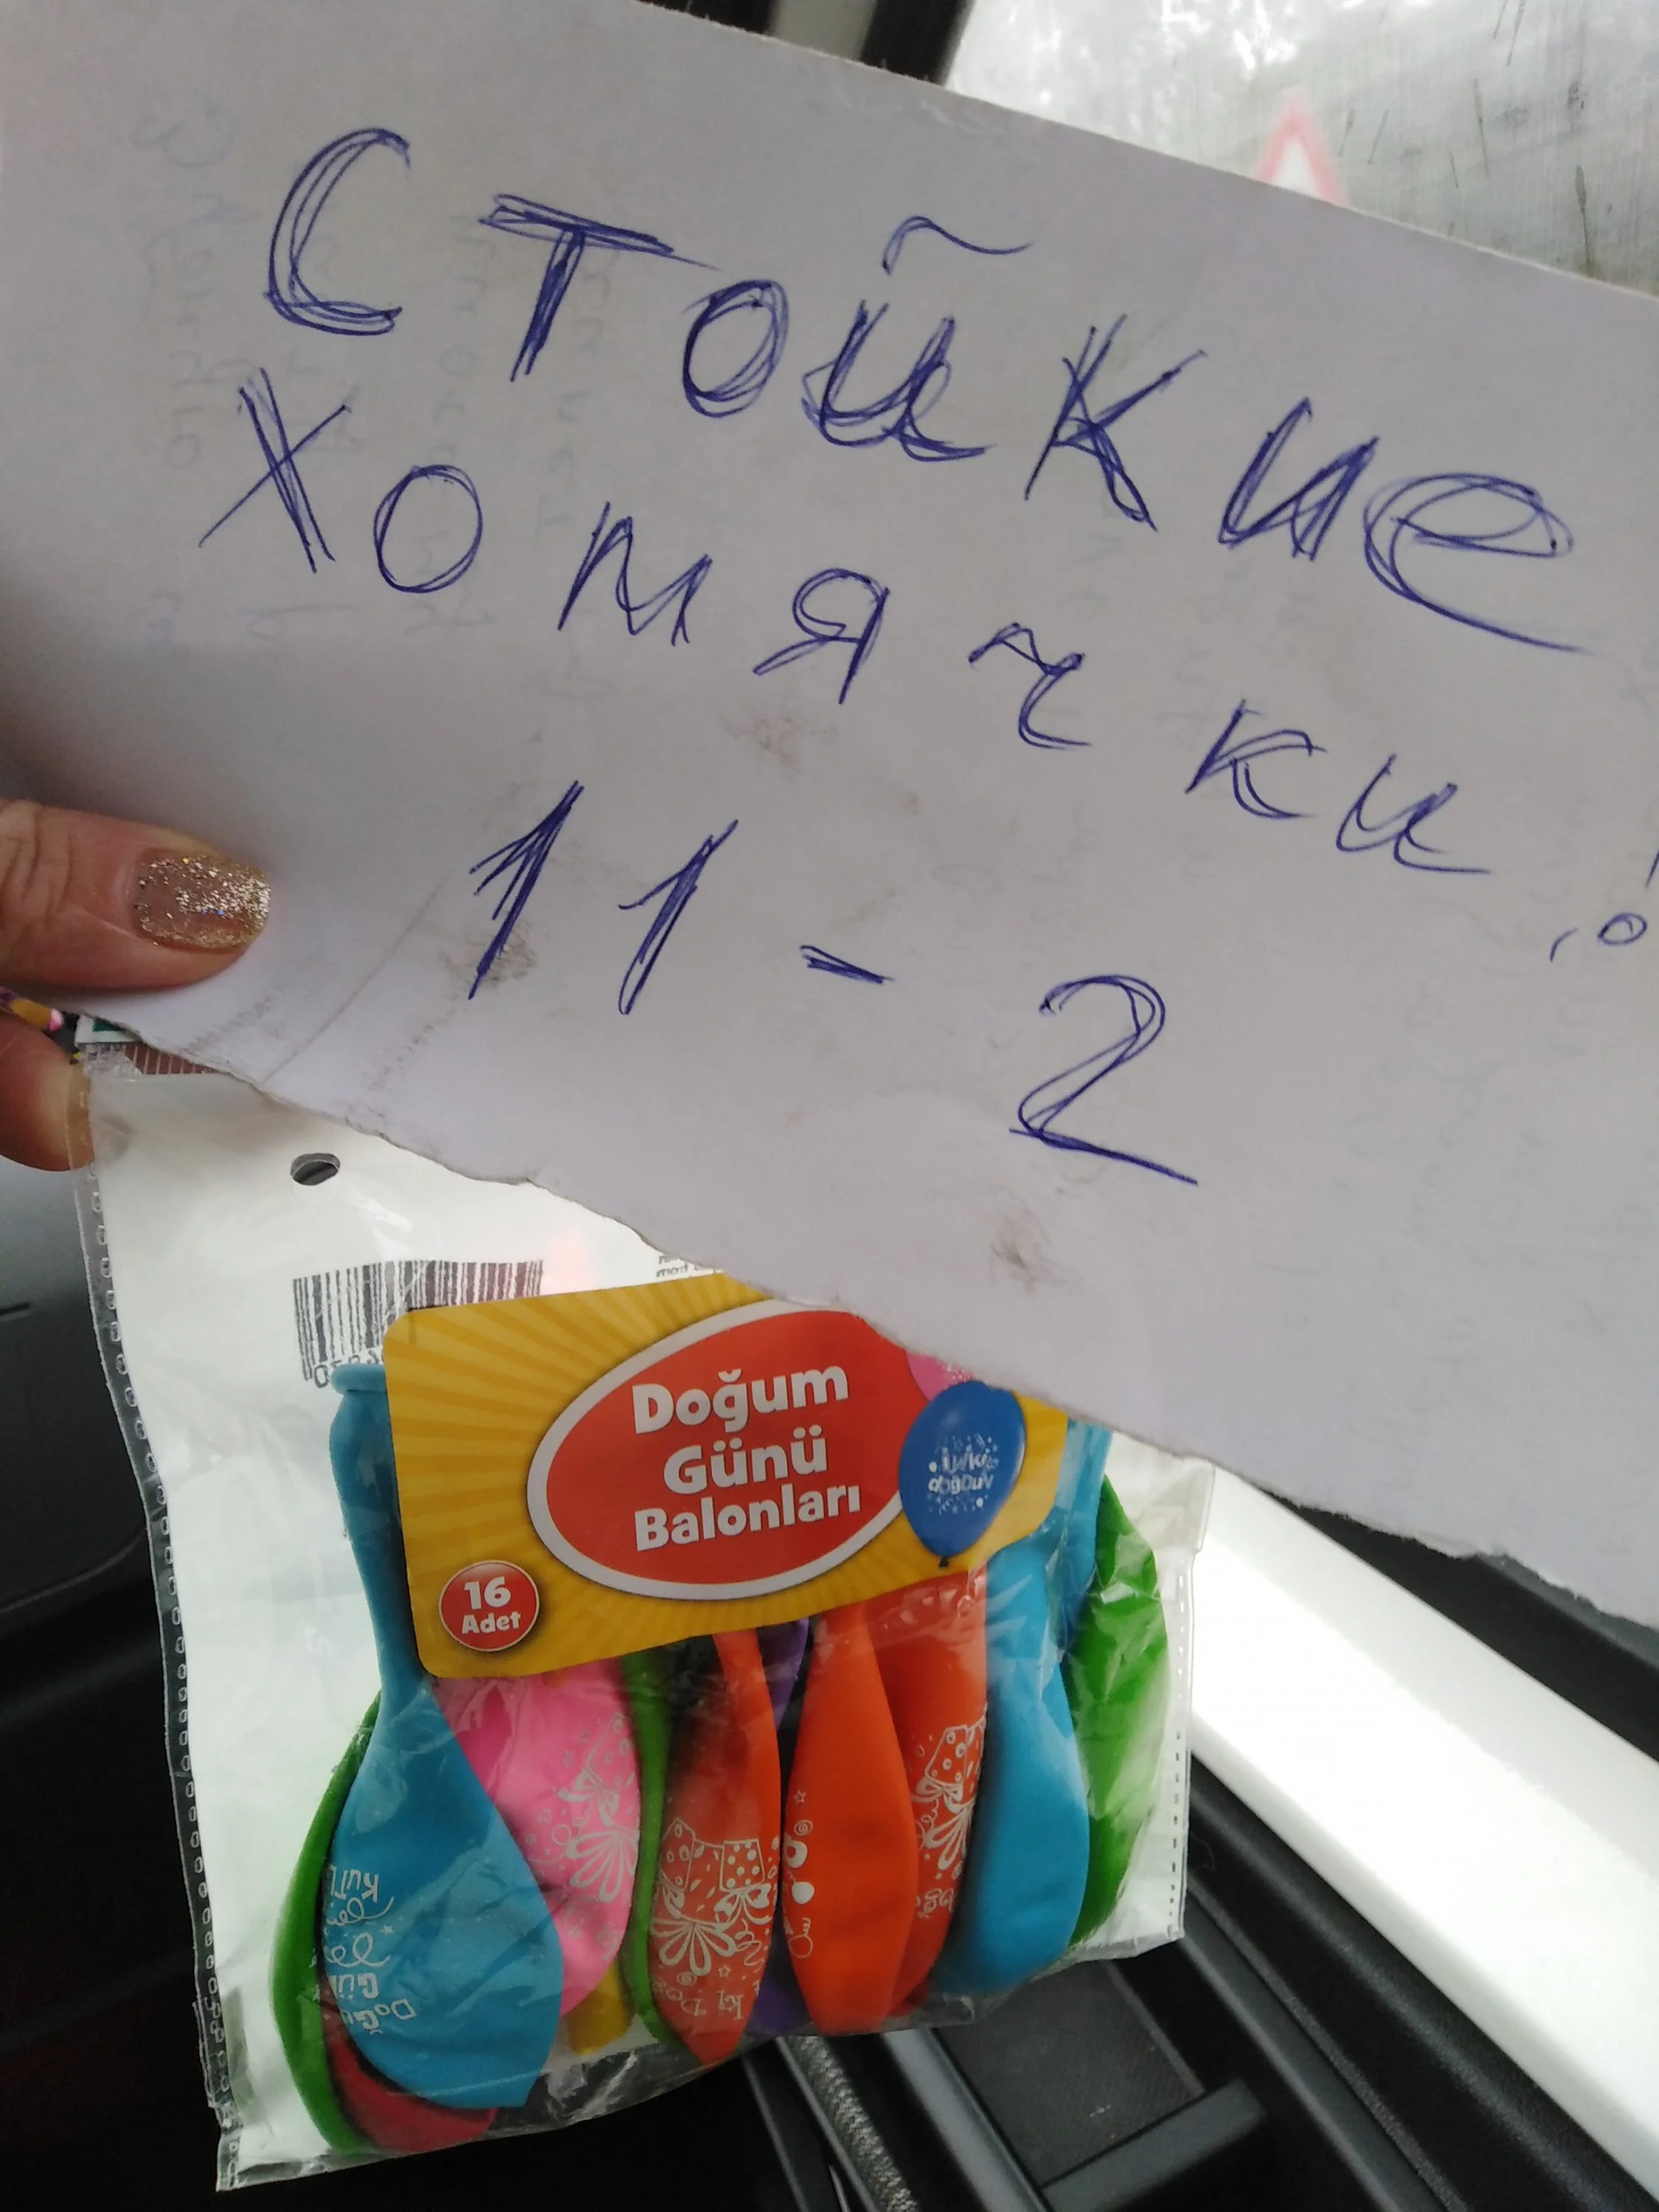 Стойкие
хомячки!
11-2
Doğum
Günü
Balonları
16
Adet